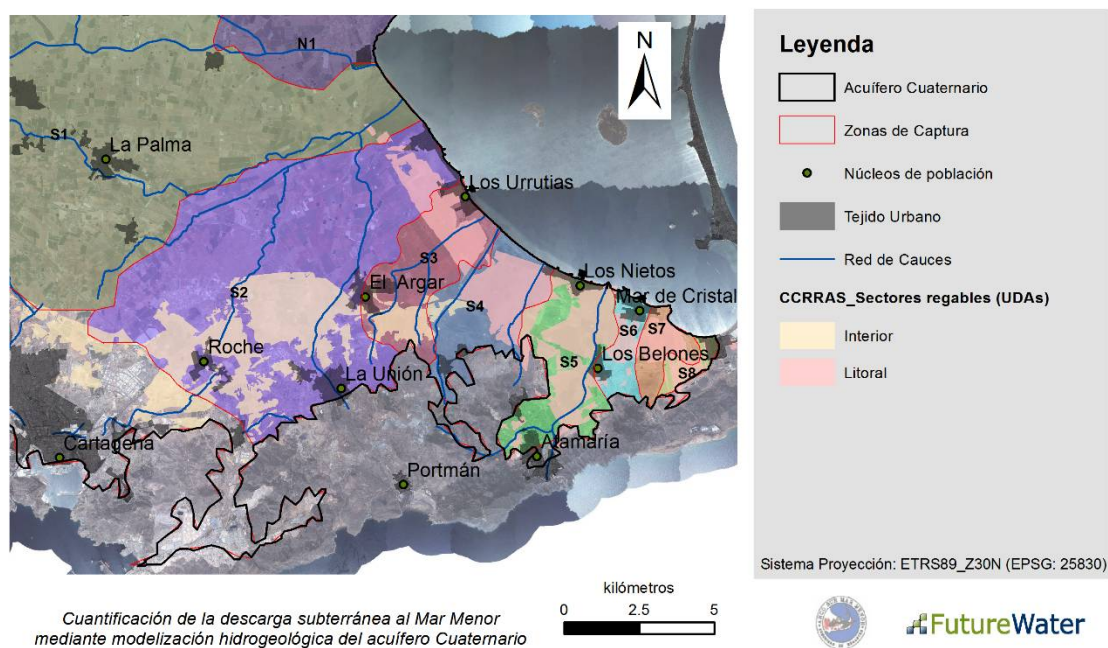 N1
N
S1
La Palma
Los Urrutias
S3
El Argar
Los Nietos
S2
S4
Mar de Cristal
S6
S7
Roche
S5
Los Belones
S8
La Unión
Cartagena
Atamaría
Portmán
Leyenda
Acuífero Cuaternario
Zonas de Captura
Núcleos de población
Tejido Urbano
Red de Cauces
CCRRAS_Sectores regables (UDAs)
Interior
Litoral
Sistema Proyección: ETRS89_Z30N (EPSG: 25830)
Cuantificación de la descarga subterránea al Mar Menor
mediante modelización hidrogeológica del acuífero Cuaternario
kilómetros
0 2.5 5
FutureWater